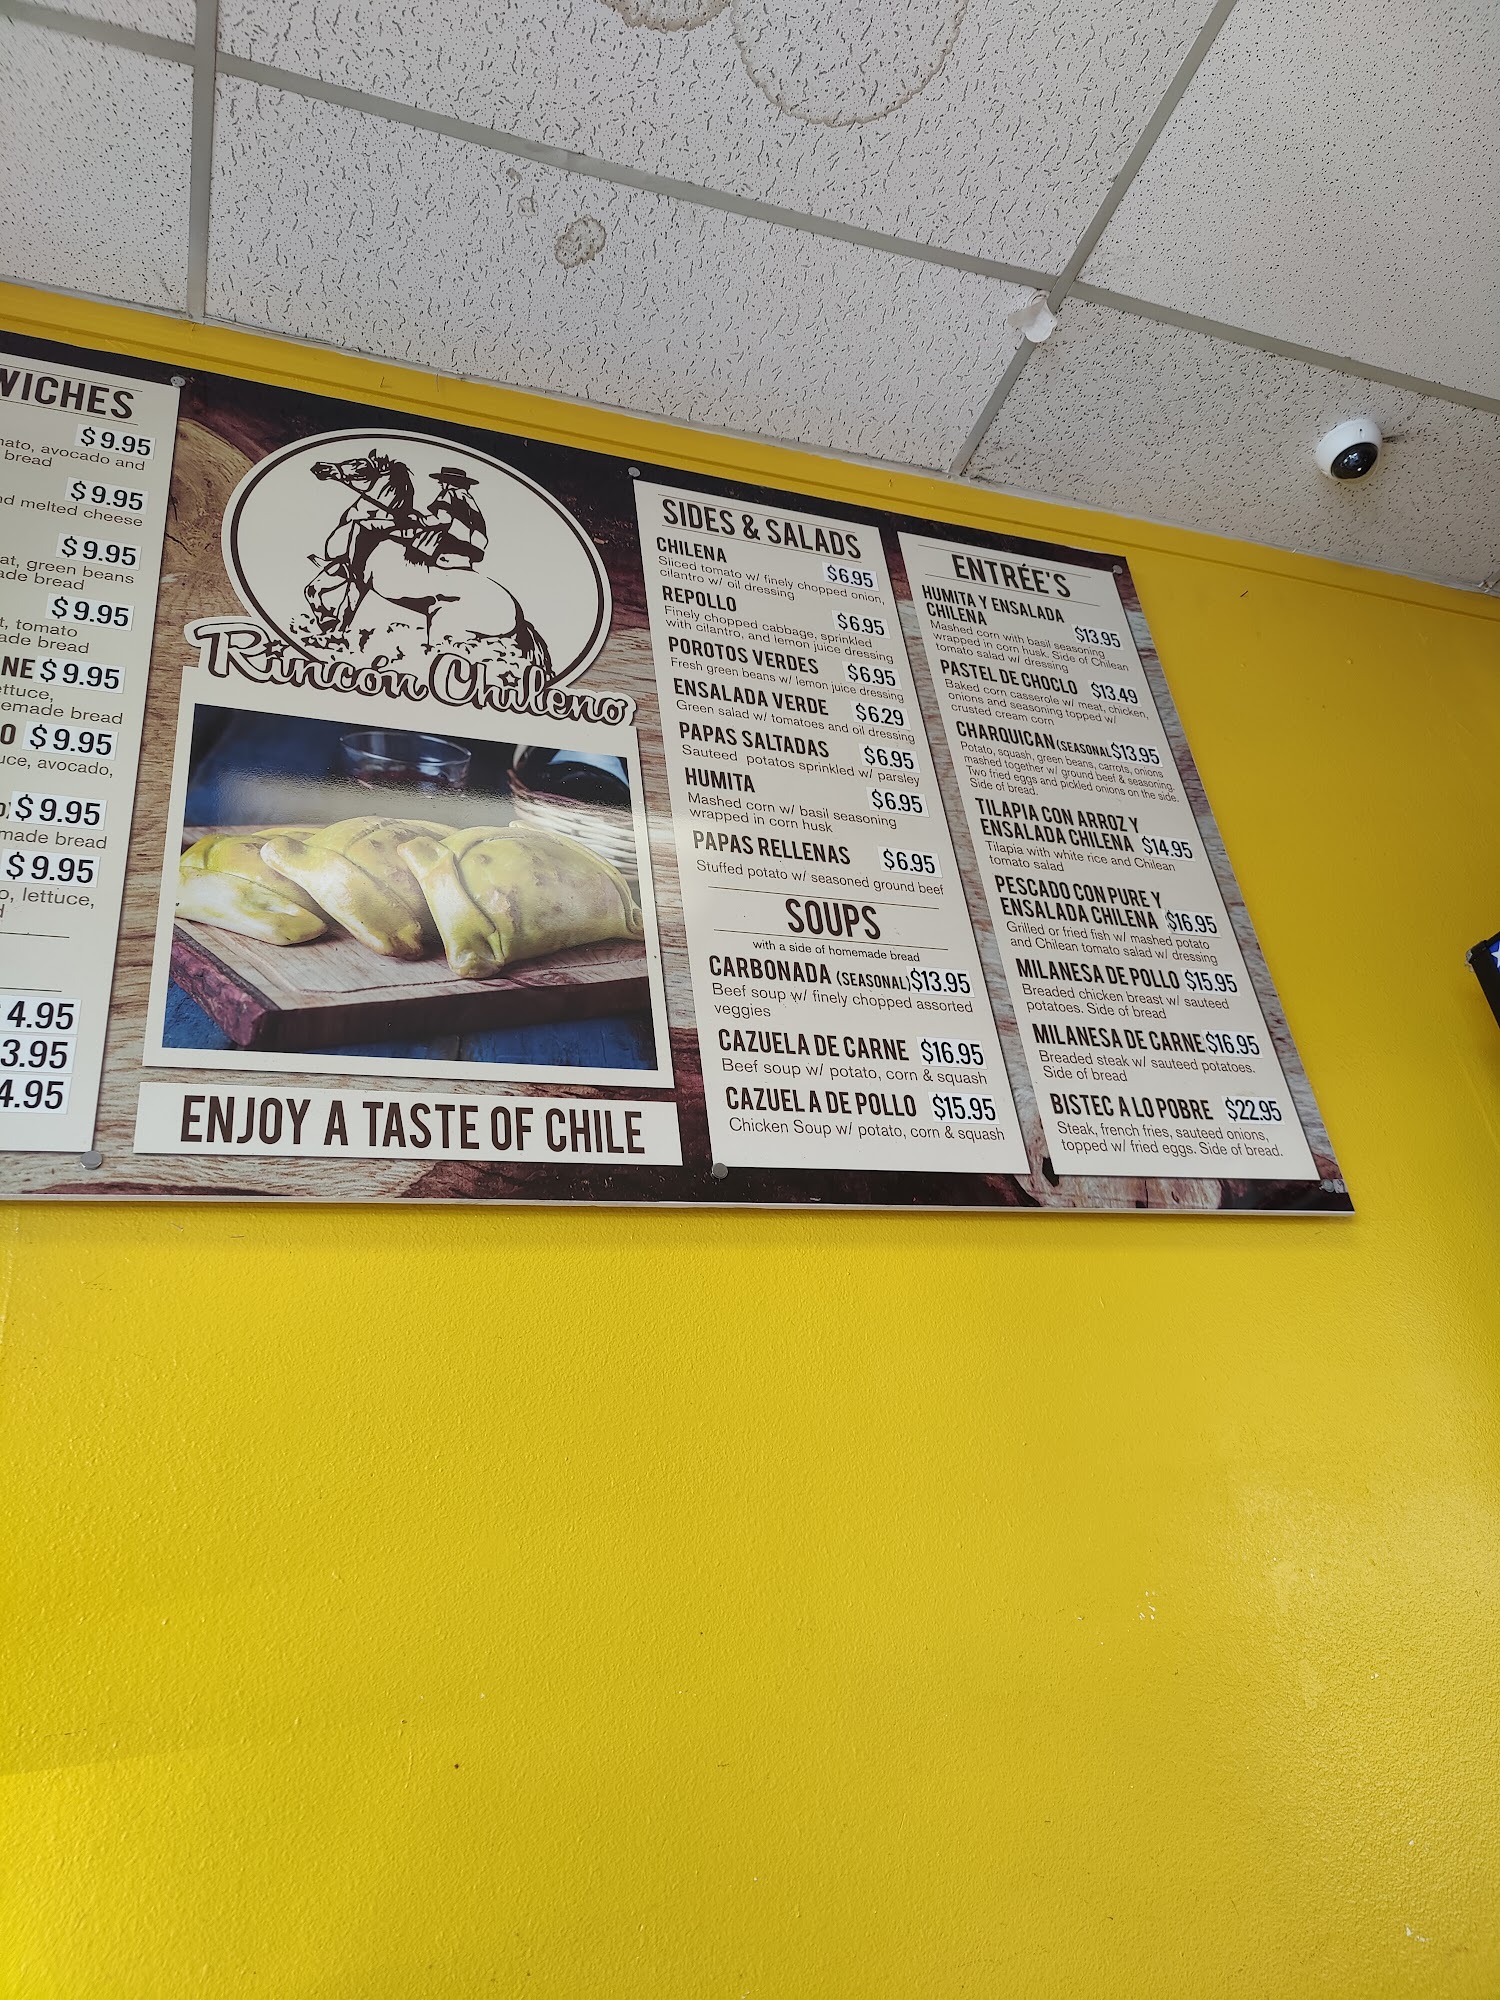 WICHES
$9.95
ato, avocado and
bread
$9.95
nd melted cheese
$9.95
at, green beans
ade bread
$9.95
t, tomato
ade bread
NE $9.95
ettuce,
emade bread
O $9.95
uce, avocado,
$9.95
made bread
$9.95
o, lettuce,
4.95
3.95
4.95
Rincón Chileno
ENJOY A TASTE OF CHILE
SIDES & SALADS
CHILENA
$6.95
Sliced tomato w/ finely chopped onion,
cilantro w/ oil dressing
REPOLLO
$6.95
Finely chopped cabbage, sprinkled
with cilantro, and lemon juice dressing
POROTOS VERDES $6.95
Fresh green beans w/ lemon juice dressing
ENSALADA VERDE $6.29
Green salad w/ tomatoes and oil dressing
PAPAS SALTADAS $6.95
Sauteed potatos sprinkled w/ parsley
HUMITA $6.95
Mashed corn w/ basil seasoning
wrapped in corn husk
PAPAS RELLENAS $6.95
Stuffed potato w/ seasoned ground beef
SOUPS
with a side of homemade bread
CARBONADA (SEASONAL) $13.95
Beef soup w/ finely chopped assorted
veggies
CAZUELA DE CARNE $16.95
Beef soup w/ potato, corn & squash
CAZUELA DE POLLO $15.95
Chicken Soup w/ potato, corn & squash
ENTRÉE'S
HUMITA Y ENSALADA
CHILENA $13.95
Mashed corn with basil seasoning
wrapped in corn husk. Side of Chilean
tomato salad w/ dressing
PASTEL DE CHOCLO $13.49
Baked corn casserole w/ meat, chicken,
onions and seasoning topped w/
crusted cream corn
CHARQUICAN (SEASONAL $13.95
Potato, squash, green beans, carrots, onions
mashed together w/ ground beef & seasoning.
Two fried eggs and pickled onions on the side.
Side of bread.
TILAPIA CON ARROZ Y
ENSALADA CHILENA $14.95
Tilapia with white rice and Chilean
tomato salad
PESCADO CON PURE Y
ENSALADA CHILENA $16.95
Grilled or fried fish w/ mashed potato
and Chilean tomato salad w/ dressing
MILANESA DE POLLO $15.95
Breaded chicken breast w/ sauteed
potatoes. Side of bread
MILANESA DE CARNE $16.95
Breaded steak w/ sauteed potatoes.
Side of bread
BISTEC A LO POBRE $22.95
Steak, french fries, sauteed onions,
topped w/ fried eggs. Side of bread.